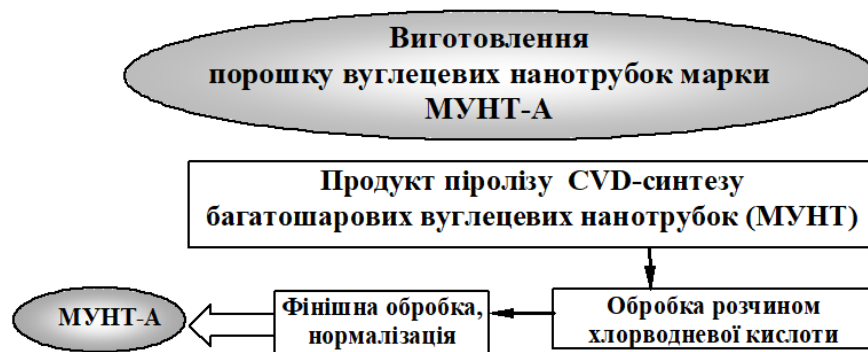 Виготовлення
порошку вуглецевих нанотрубок марки
МУНТ-А
Продукт піролізу CVD-синтезу
багатошарових вуглецевих нанотрубок (МУНТ)
Обробка розчином
хлорводневої кислоти
Фінішна обробка,
нормалізація
МУНТ-А